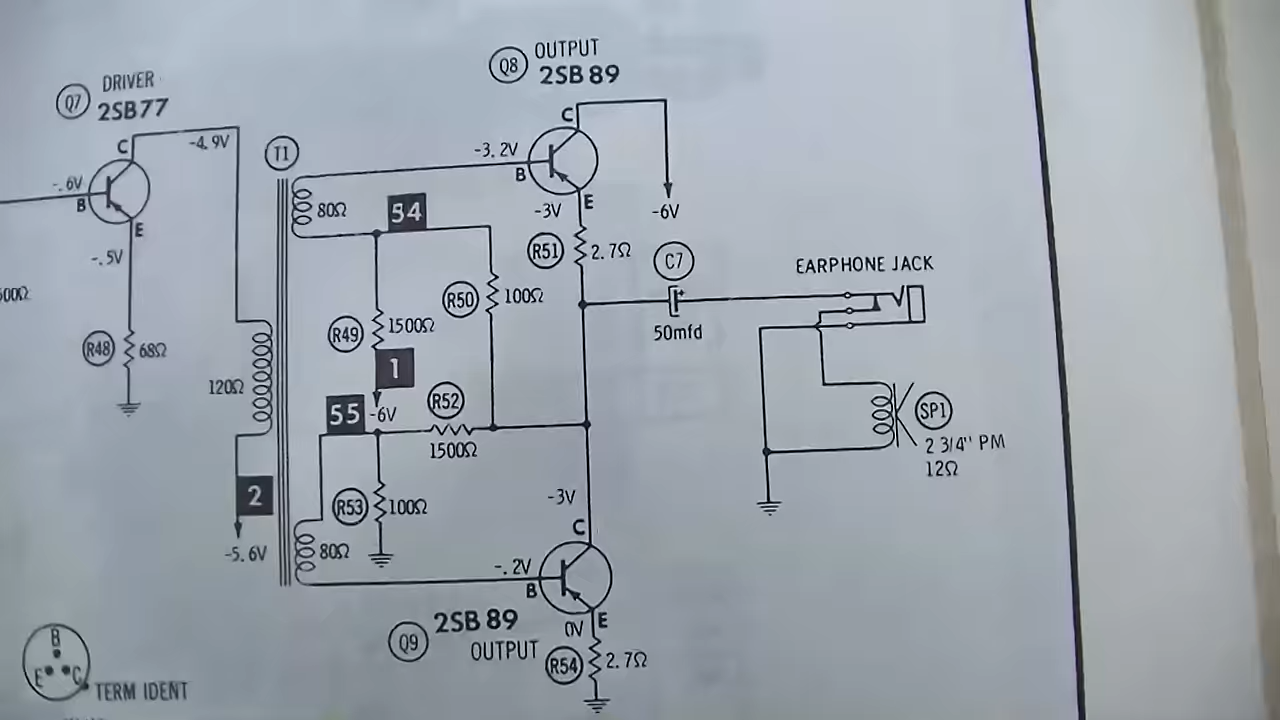 Q8
OUTPUT
2SB 89
Q7
DRIVER
2SB77
C
-4.9V
-.6V
B
E
-.5V
R48
68Ω
T1
80Ω
54
-3.2V
B
C
E
-3V
-6V
R51
2.7Ω
C7
+
50mfd
EARPHONE JACK
R50
100Ω
R49
1500Ω
1
-6V
120Ω
55
R52
1500Ω
SP1
2 3/4" PM
12Ω
2
-5.6V
R53
100Ω
80Ω
-3V
C
-.2V
B
E
0V
2SB 89
Q9
OUTPUT
R54
2.7Ω
B
E
C
TERM IDENT